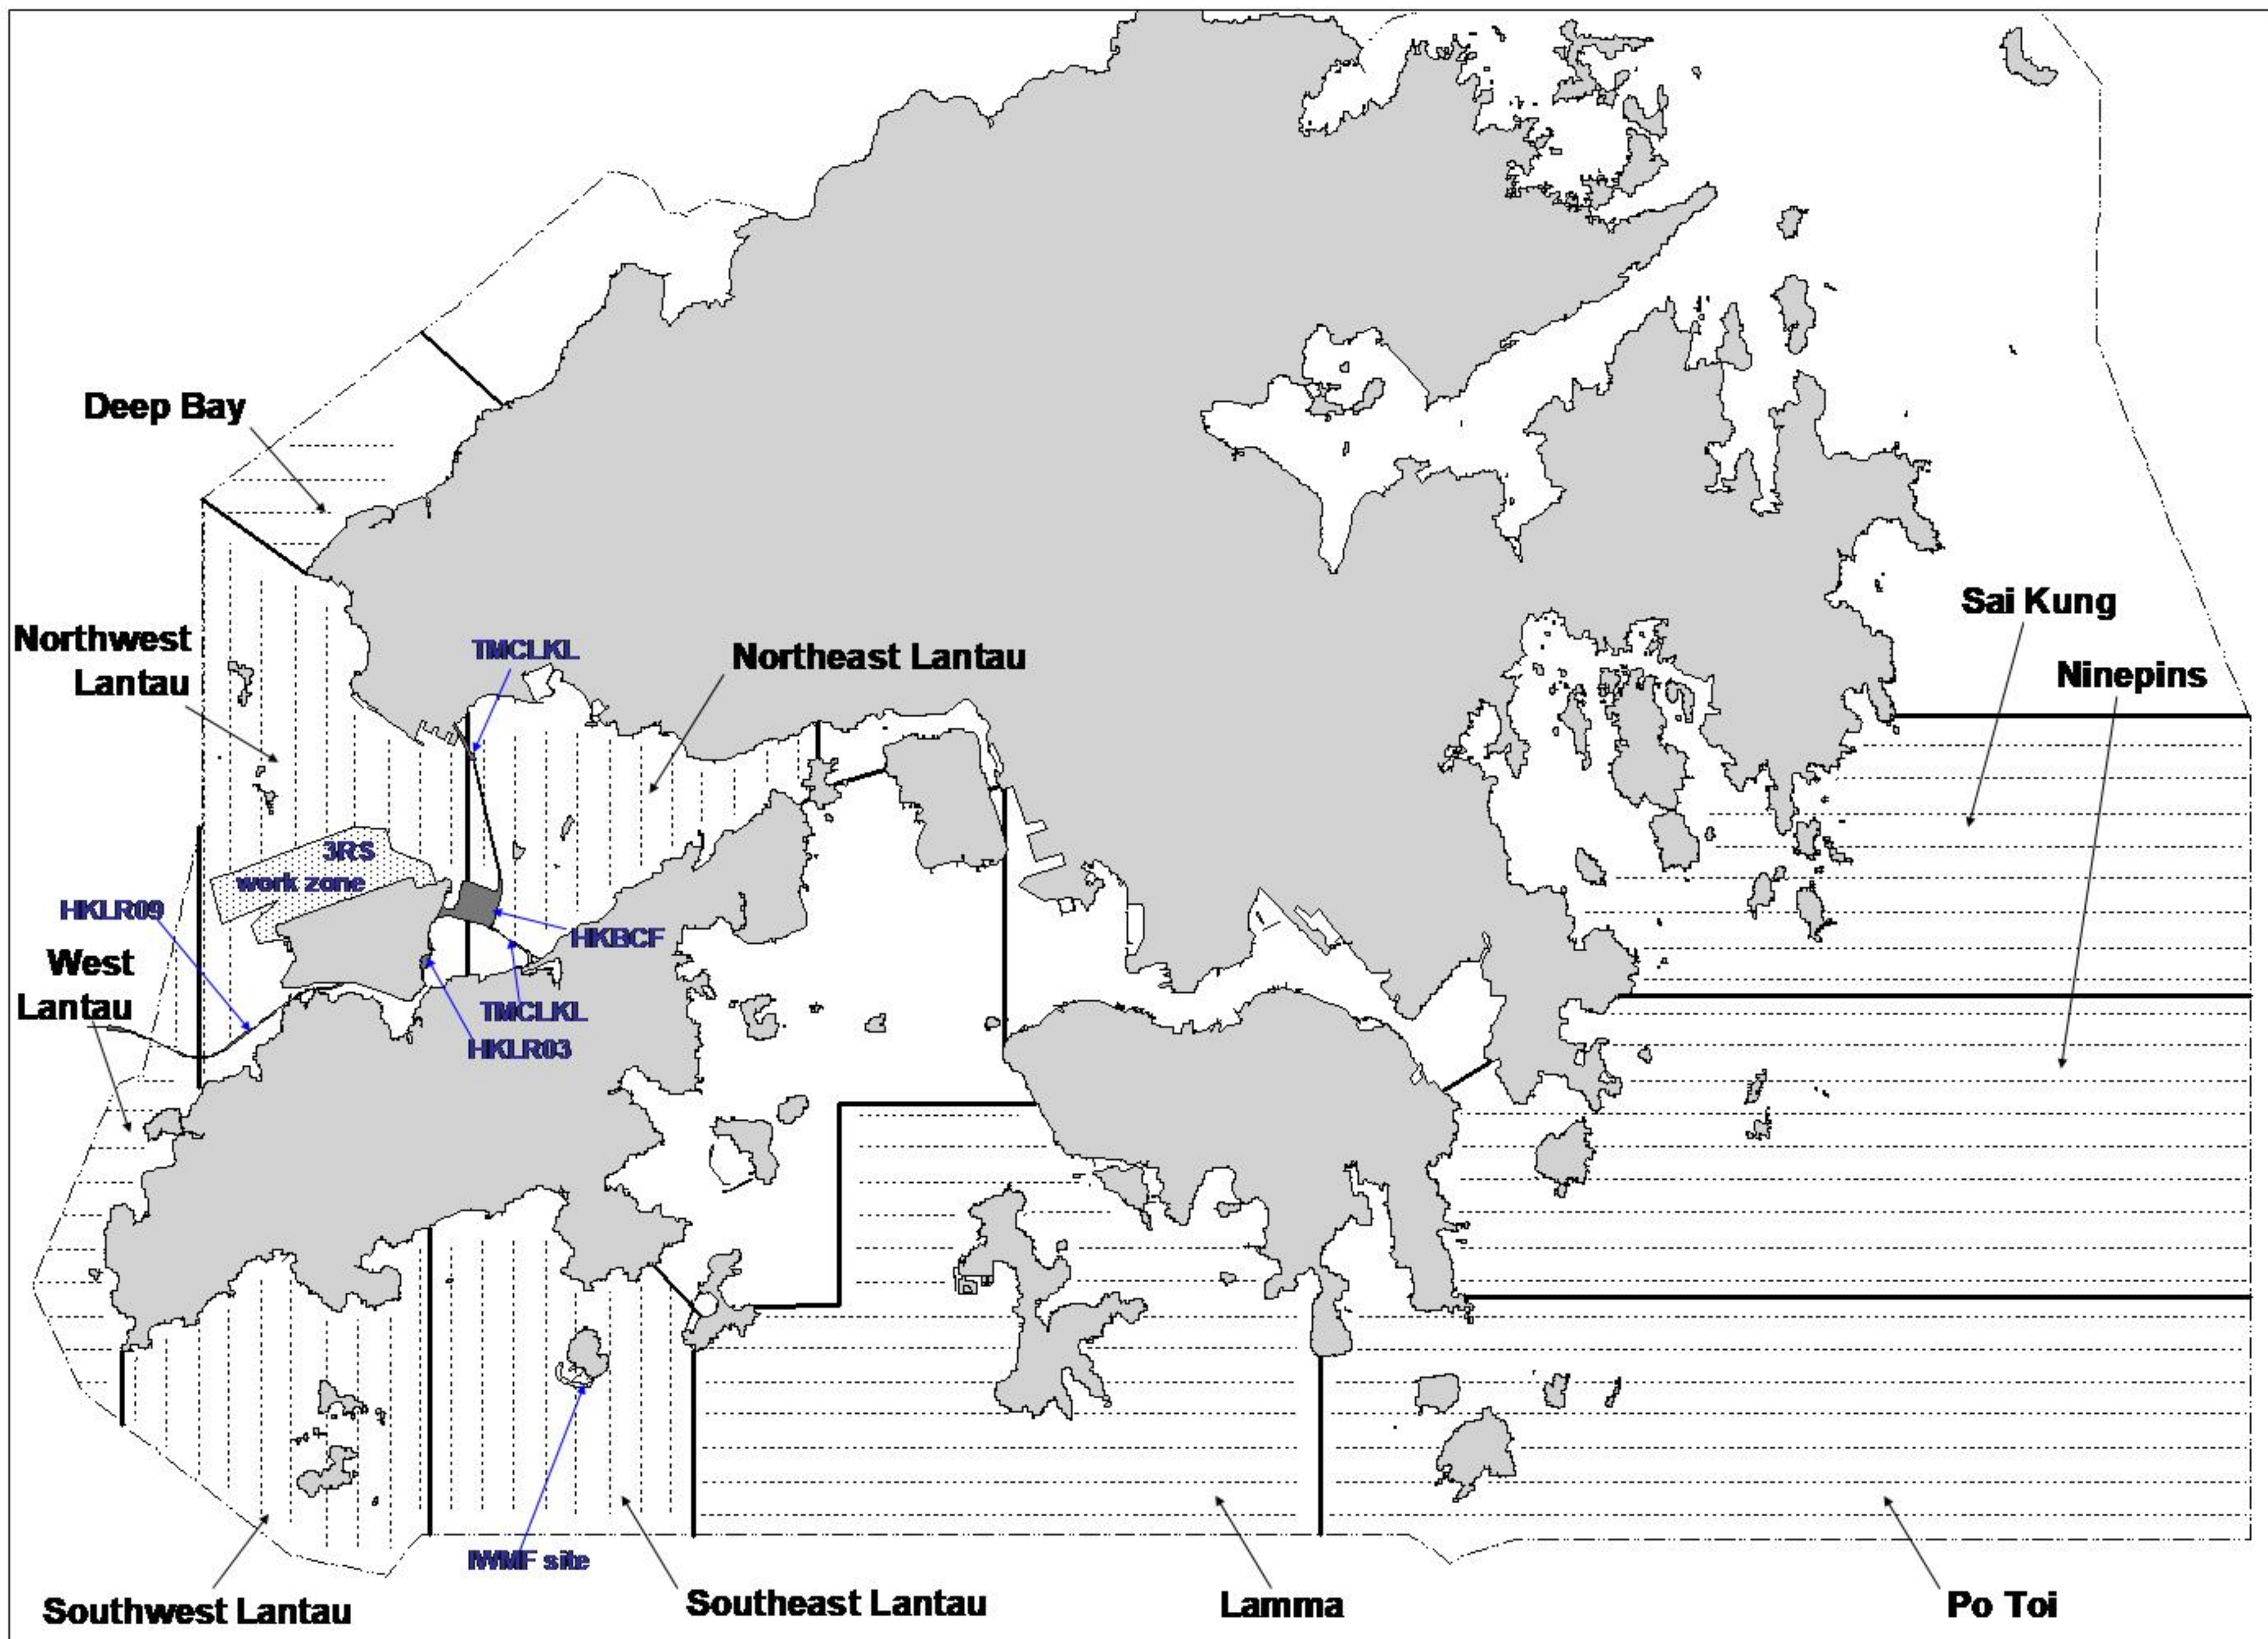 Deep Bay
Sai Kung
Northwest
Lantau
TMCLKL
Northeast Lantau
Ninepins
3RS
work zone
HKLR09
HKBCF
West
Lantau
TMCLKL
HKLR03
IWMF site
Southwest Lantau
Southeast Lantau
Lamma
Po Toi